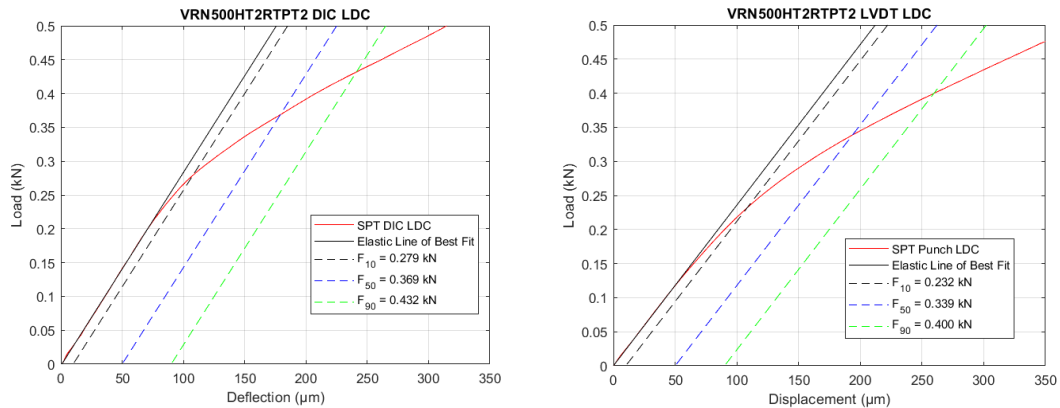 VRN500HT2RTPT2 DIC LDC
0.5
0.45
0.4
0.35
0.3
0.25
0.2
0.15
0.1
0.05
0
Load (kN)
SPT DIC LDC
Elastic Line of Best Fit
F10 = 0.279 kN
F50 = 0.369 kN
F90 = 0.432 kN
0 50 100 150 200 250 300 350
Deflection (μm)
VRN500HT2RTPT2 LVDT LDC
0.5
0.45
0.4
0.35
0.3
0.25
0.2
0.15
0.1
0.05
0
Load (kN)
SPT Punch LDC
Elastic Line of Best Fit
F10 = 0.232 kN
F50 = 0.339 kN
F90 = 0.400 kN
0 50 100 150 200 250 300 350
Displacement (μm)